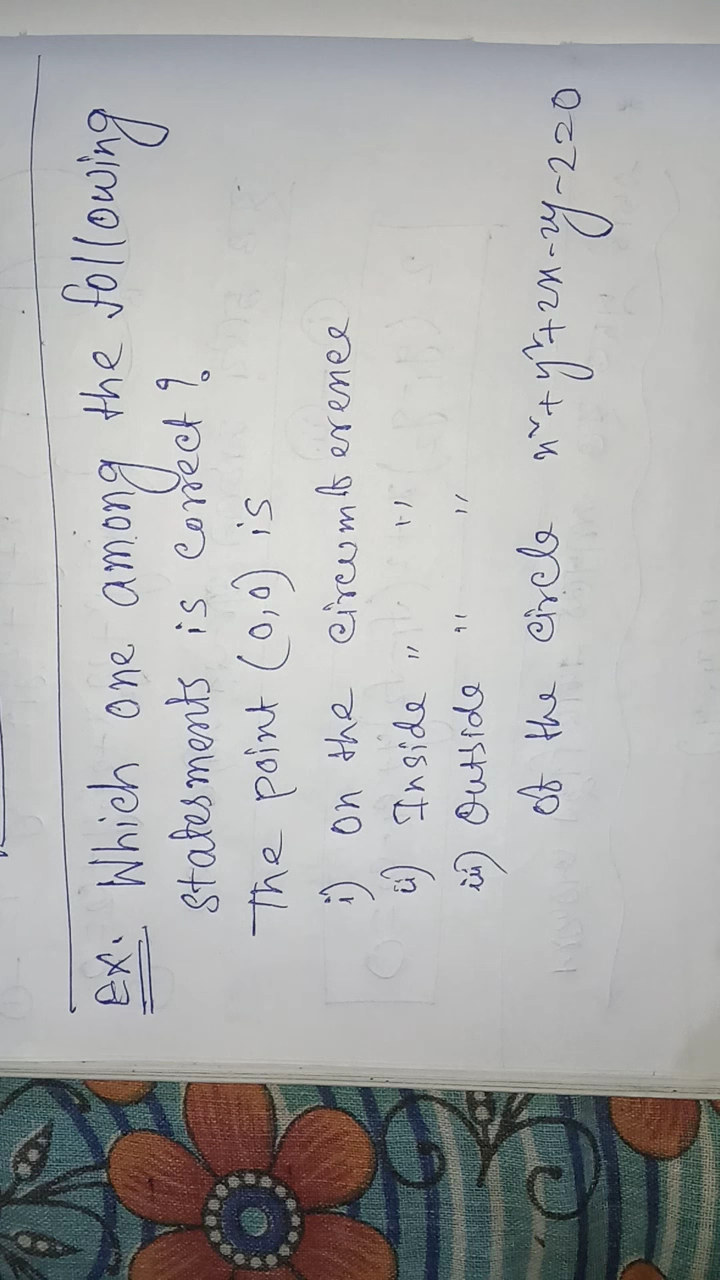 Ex. Which one among the following
statesments is correct?
The point (0,0) is
i) on the circumference
ii) Inside " "
iii) Outside " "
of the circle x²+y²+2x-2y-2=0